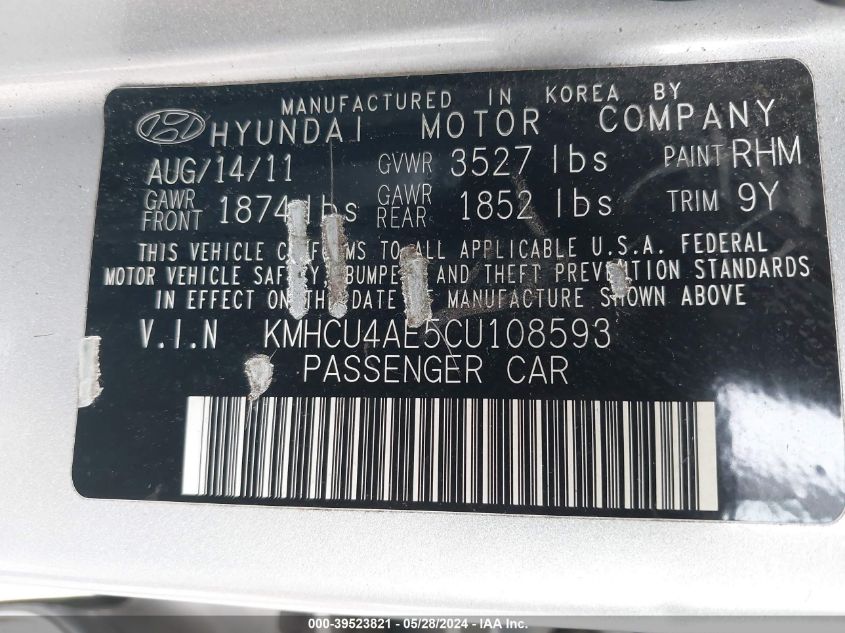 MANUFACTURED IN KOREA BY
HYUNDAI MOTOR COMPANY
AUG/14/11 GVWR 3527 lbs PAINT RHM
GAWR FRONT 1874 lbs GAWR REAR 1852 lbs TRIM 9Y
THIS VEHICLE CONFORMS TO ALL APPLICABLE U.S.A. FEDERAL
MOTOR VEHICLE SAFETY, BUMPER AND THEFT PREVENTION STANDARDS
IN EFFECT ON THE DATE OF MANUFACTURE SHOWN ABOVE
V.I.N KMHCU4AE5CU108593
PASSENGER CAR
000-39523821 - 05/28/2024 - IAA, Inc.